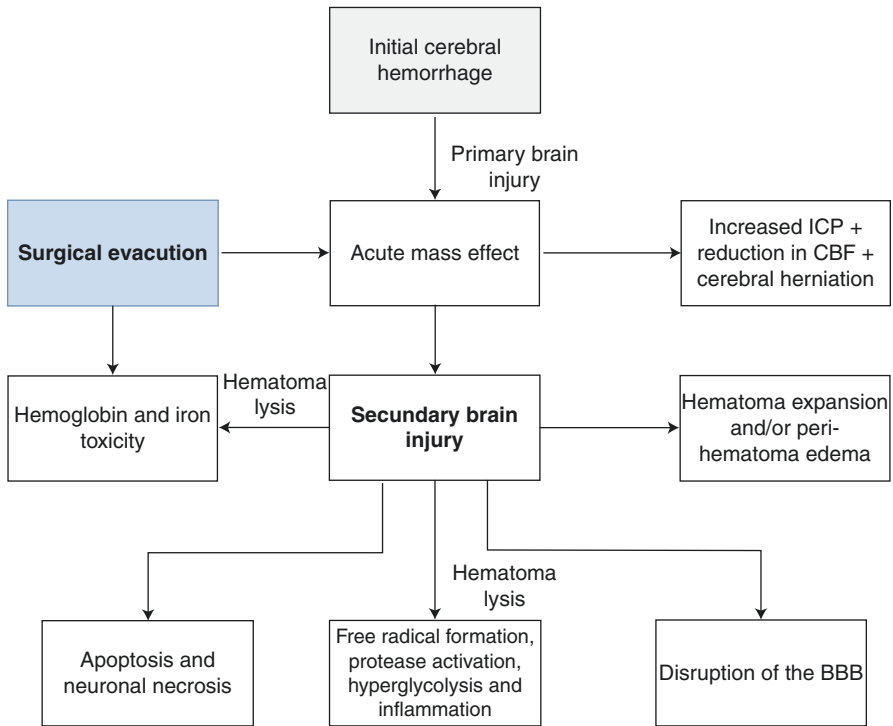 Initial cerebral
hemorrhage
Primary brain
injury
Surgical evacution
Acute mass effect
Increased ICP +
reduction in CBF +
cerebral herniation
Hemoglobin and iron
toxicity
Hematoma
lysis
Secundary brain
injury
Hematoma expansion
and/or peri-
hematoma edema
Hematoma
lysis
Apoptosis and
neuronal necrosis
Free radical formation,
protease activation,
hyperglycolysis and
inflammation
Disruption of the BBB